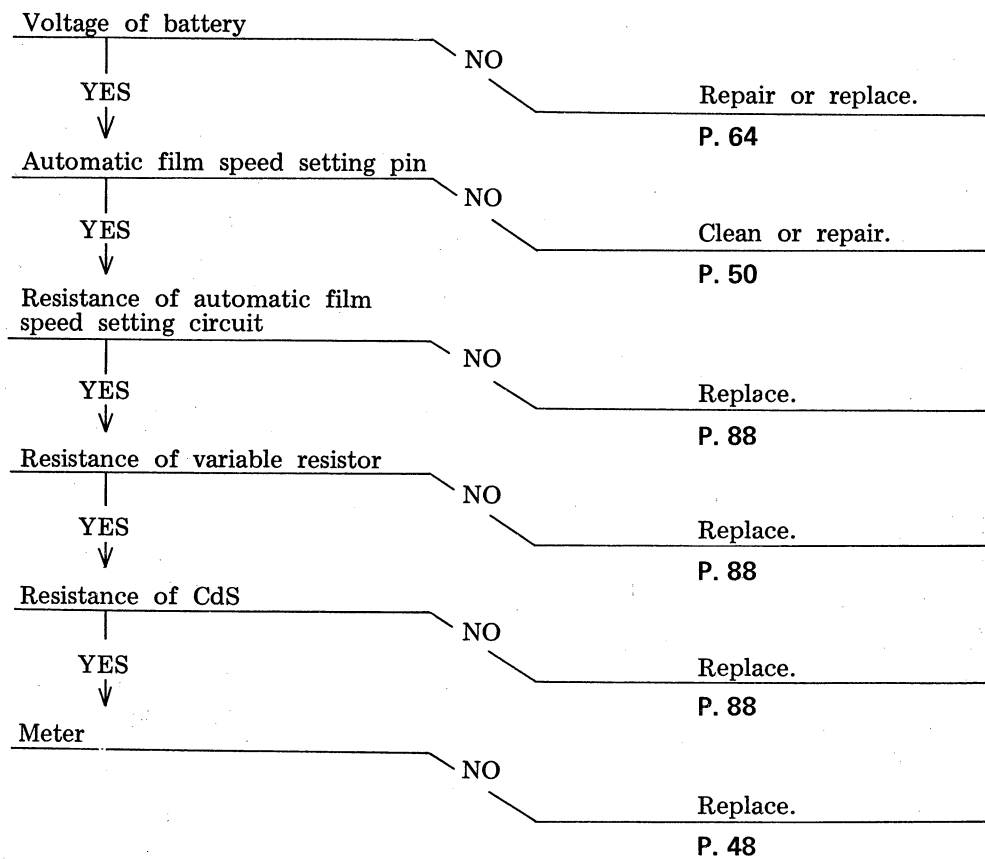 Voltage of battery
NO
YES
Repair or replace.
P. 64
Automatic film speed setting pin
NO
YES
Clean or repair.
P. 50
Resistance of automatic film
speed setting circuit
NO
YES
Replace.
P. 88
Resistance of variable resistor
NO
YES
Replace.
P. 88
Resistance of CdS
NO
YES
Replace.
P. 88
Meter
NO
Replace.
P. 48